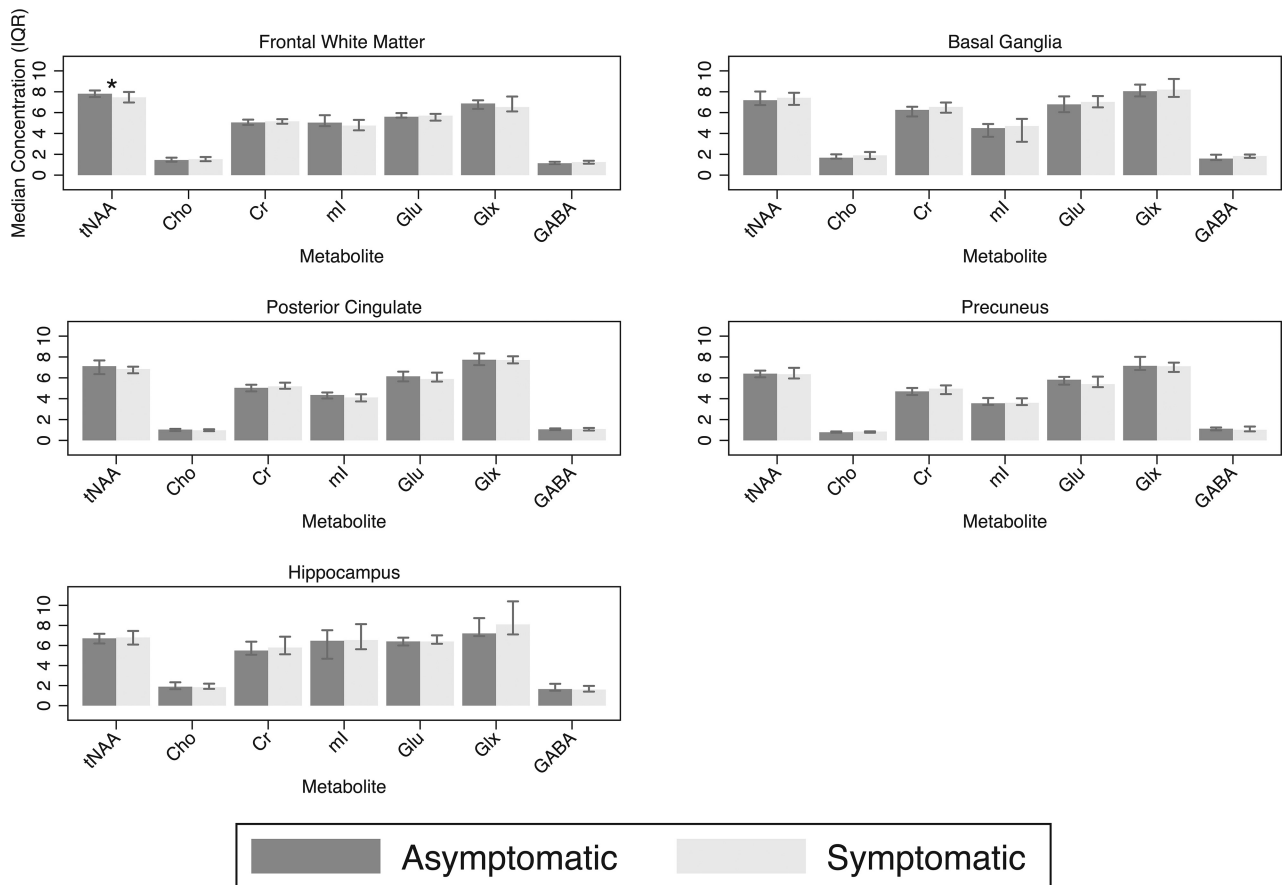 Median Concentration (IQR)
Frontal White Matter
10
8
6
4
2
0
*
tNAA
Cho
Cr
mI
Glu
Glx
GABA
Metabolite
Basal Ganglia
10
8
6
4
2
0
tNAA
Cho
Cr
mI
Glu
Glx
GABA
Metabolite
Posterior Cingulate
10
8
6
4
2
0
tNAA
Cho
Cr
mI
Glu
Glx
GABA
Metabolite
Precuneus
10
8
6
4
2
0
tNAA
Cho
Cr
mI
Glu
Glx
GABA
Metabolite
Hippocampus
10
8
6
4
2
0
tNAA
Cho
Cr
mI
Glu
Glx
GABA
Metabolite
Asymptomatic
Symptomatic